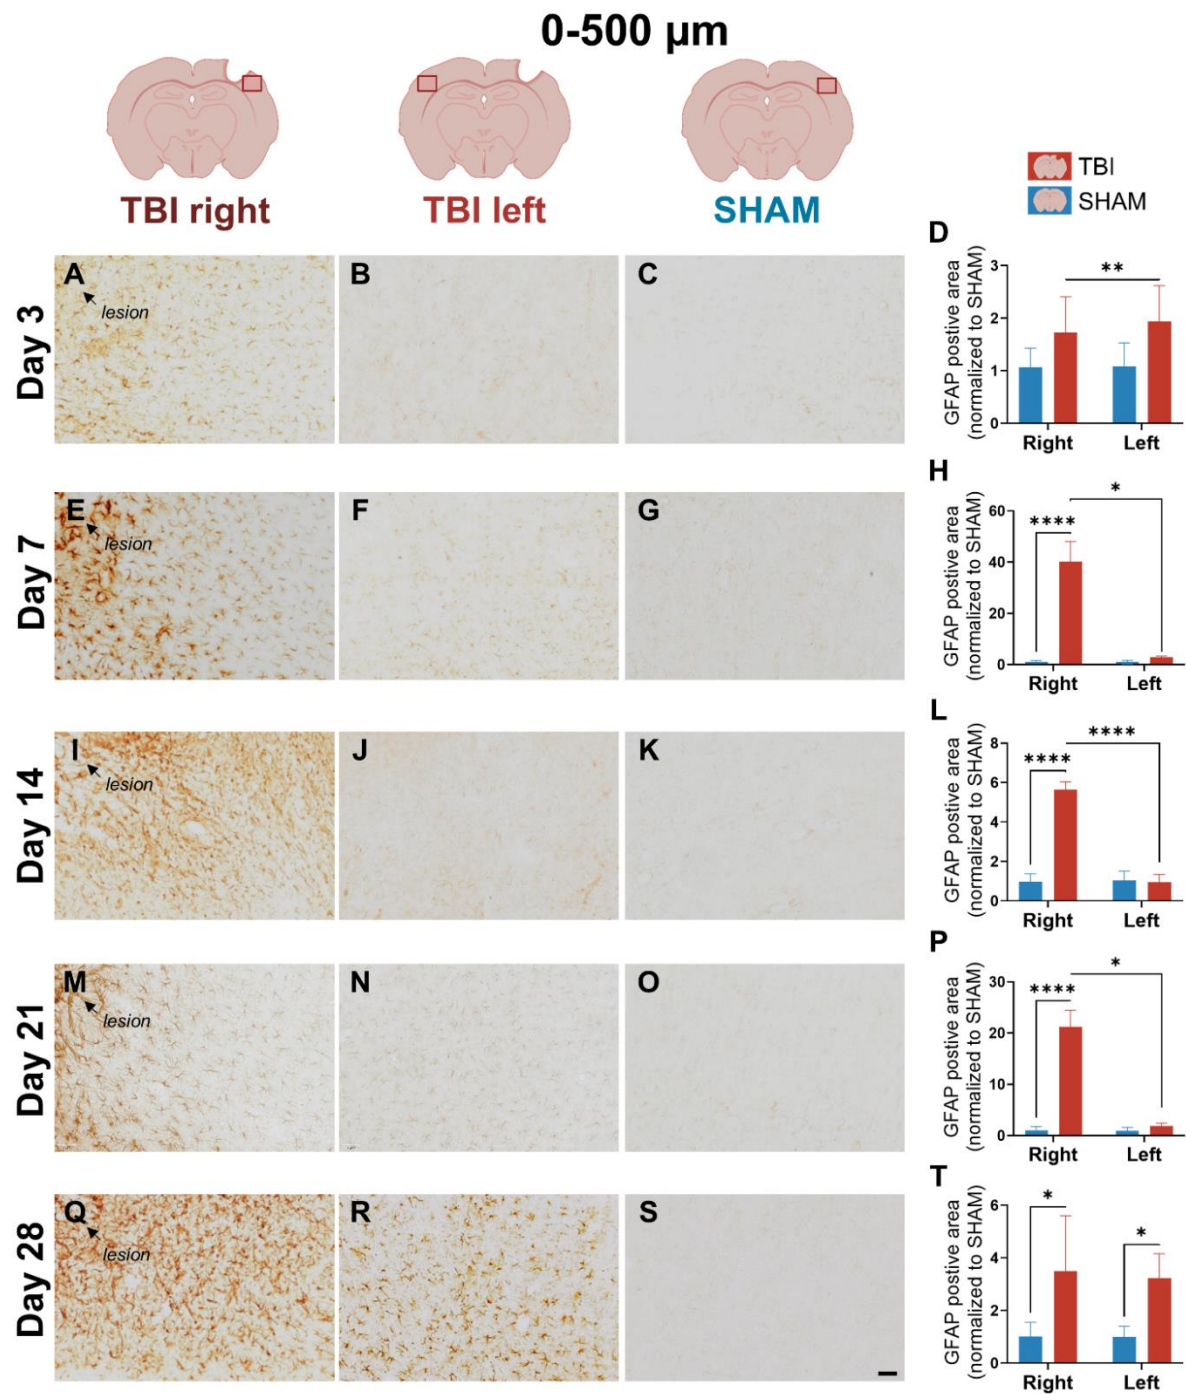 0-500 µm
TBI right
TBI left
SHAM
TBI
SHAM
Day 3
A
lesion
B
C
D
GFAP postive area
(normalized to SHAM)
3
2
1
0
**
Right
Left
Day 7
E
lesion
F
G
H
GFAP postive area
(normalized to SHAM)
60
40
20
0
****
*
Right
Left
Day 14
I
lesion
J
K
L
GFAP postive area
(normalized to SHAM)
8
6
4
2
0
****
****
Right
Left
Day 21
M
lesion
N
O
P
GFAP postive area
(normalized to SHAM)
30
20
10
0
****
*
Right
Left
Day 28
Q
lesion
R
S
T
GFAP postive area
(normalized to SHAM)
6
4
2
0
*
*
Right
Left